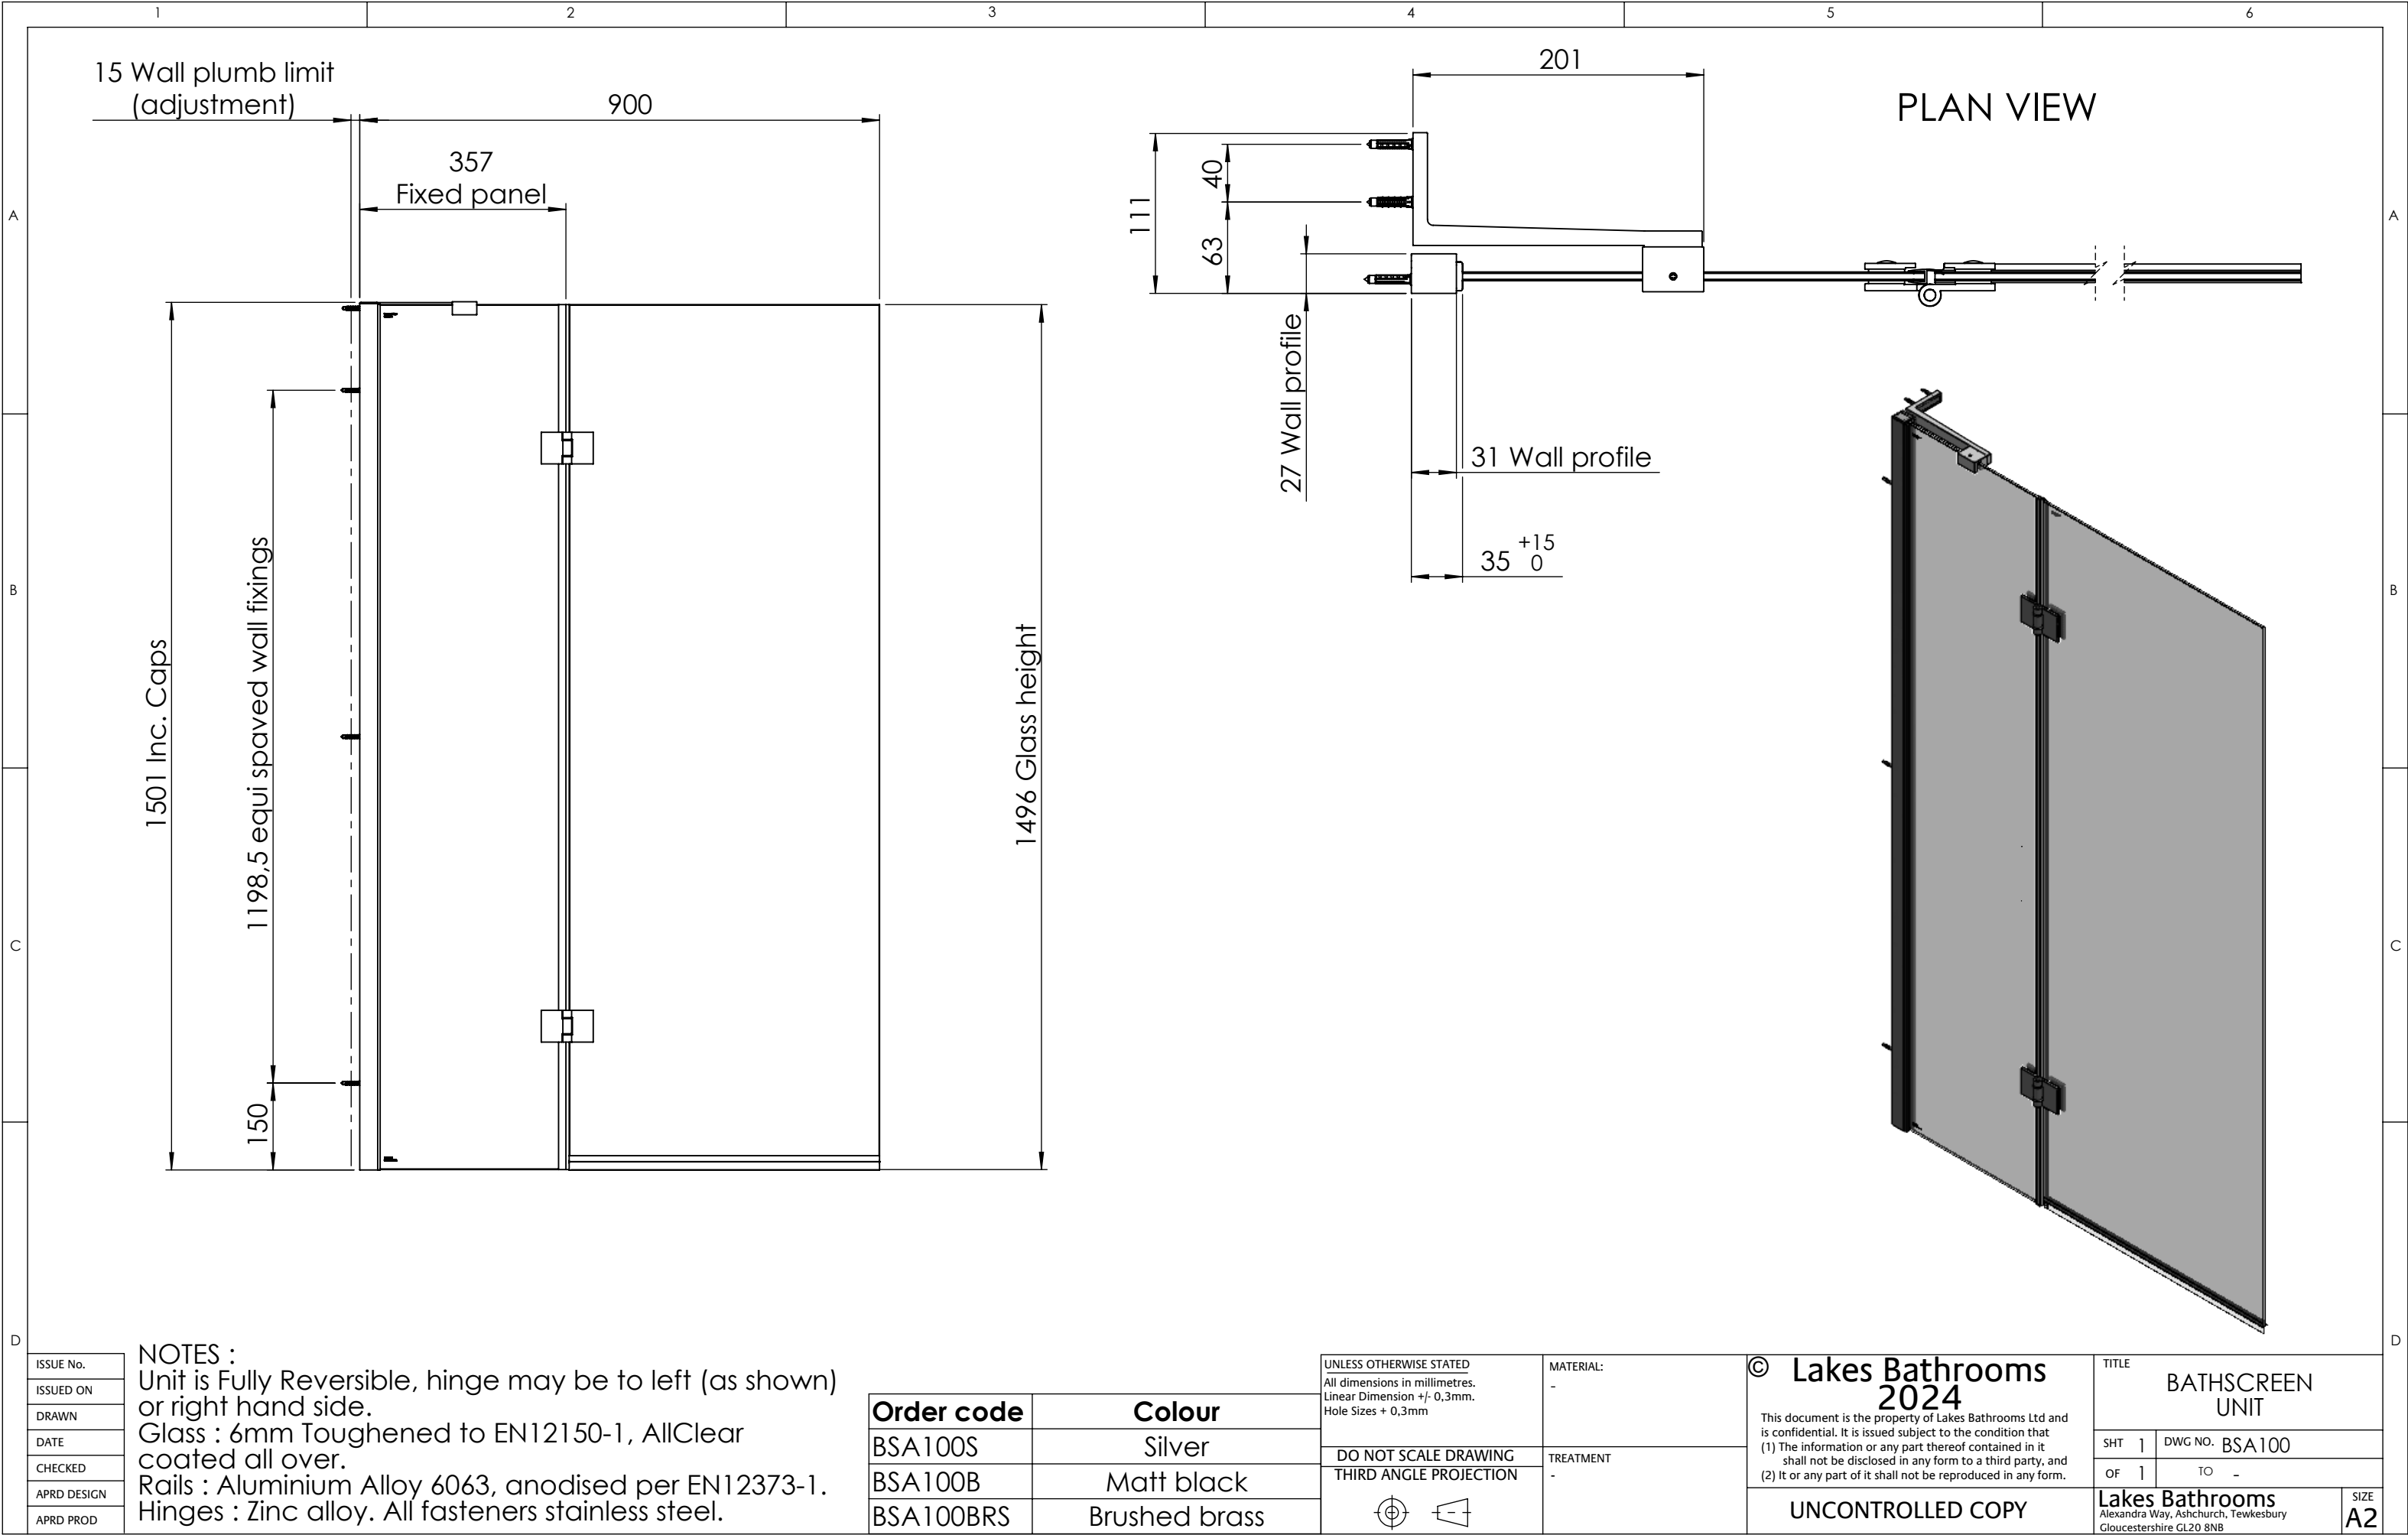 1
2
3
4
5
6
A
B
C
D
A
B
C
D
15 Wall plumb limit
(adjustment)
900
357
Fixed panel
1501 Inc. Caps
1198,5 equi spaved wall fixings
150
1496 Glass height
201
PLAN VIEW
111
40
63
27 Wall profile
31 Wall profile
35 +15
0
NOTES :
Unit is Fully Reversible, hinge may be to left (as shown)
or right hand side.
Glass : 6mm Toughened to EN12150-1, AllClear
coated all over.
Rails : Aluminium Alloy 6063, anodised per EN12373-1.
Hinges : Zinc alloy. All fasteners stainless steel.
ISSUE No.
ISSUED ON
DRAWN
DATE
CHECKED
APRD DESIGN
APRD PROD
Order code Colour
BSA100S Silver
BSA100B Matt black
BSA100BRS Brushed brass
UNLESS OTHERWISE STATED
All dimensions in millimetres.
Linear Dimension +/- 0,3mm.
Hole Sizes + 0,3mm
DO NOT SCALE DRAWING
THIRD ANGLE PROJECTION
MATERIAL:
-
TREATMENT
-
© Lakes Bathrooms
2024
This document is the property of Lakes Bathrooms Ltd and
is confidential. It is issued subject to the condition that
(1) The information or any part thereof contained in it
shall not be disclosed in any form to a third party, and
(2) It or any part of it shall not be reproduced in any form.
UNCONTROLLED COPY
TITLE
BATHSCREEN
UNIT
SHT 1 DWG NO. BSA100
OF 1 TO -
Lakes Bathrooms
Alexandra Way, Ashchurch, Tewkesbury
Gloucestershire GL20 8NB
SIZE
A2